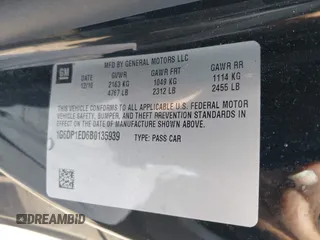 GM
MFD BY GENERAL MOTORS LLC
DATE GVWR GAWR FRT GAWR RR
12/10 2163 KG 1049 KG 1114 KG
4767 LB 2312 LB 2455 LB
THIS VEHICLE CONFORMS TO ALL APPLICABLE U.S. FEDERAL MOTOR
VEHICLE SAFETY, BUMPER, AND THEFT PREVENTION STANDARDS IN
EFFECT ON THE DATE OF MANUFACTURE SHOWN ABOVE.
1G6DP1ED6B0135939 TYPE: PASS CAR
DREAMBID